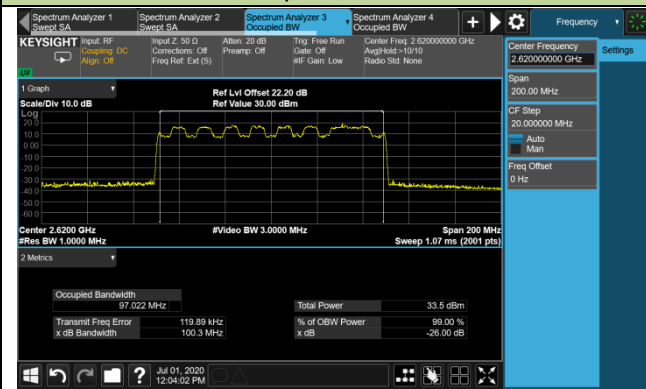 Spectrum Analyzer 1
Swept SA
Spectrum Analyzer 2
Swept SA
Spectrum Analyzer 3
Occupied BW
Spectrum Analyzer 4
Occupied BW
Frequency
KEYSIGHT
Input: RF
Coupling: DC
Align: Off
Input Z: 50 Ω
Corrections: Off
Freq Ref: Ext (S)
Atten: 20 dB
Preamp: Off
Trig: Free Run
Gate: Off
#IF Gain: Low
Center Freq: 2.620000000 GHz
Avg|Hold:>10/10
Radio Std: None
LXI
Center Frequency
2.620000000 GHz
Settings
Span
200.00 MHz
CF Step
20.000000 MHz
Auto
Man
Freq Offset
0 Hz
1 Graph
Scale/Div 10.0 dB
Ref Lvl Offset 22.20 dB
Ref Value 30.00 dBm
Log
20.0
10.0
0.00
-10.0
-20.0
-30.0
-40.0
-50.0
-60.0
Center 2.6200 GHz
#Res BW 1.0000 MHz
#Video BW 3.0000 MHz
Span 200 MHz
Sweep 1.07 ms (2001 pts)
2 Metrics
Occupied Bandwidth
97.022 MHz
Total Power 33.5 dBm
Transmit Freq Error 119.89 kHz
% of OBW Power 99.00 %
x dB Bandwidth 100.3 MHz
x dB -26.00 dB
?
Jul 01, 2020
12:04:02 PM